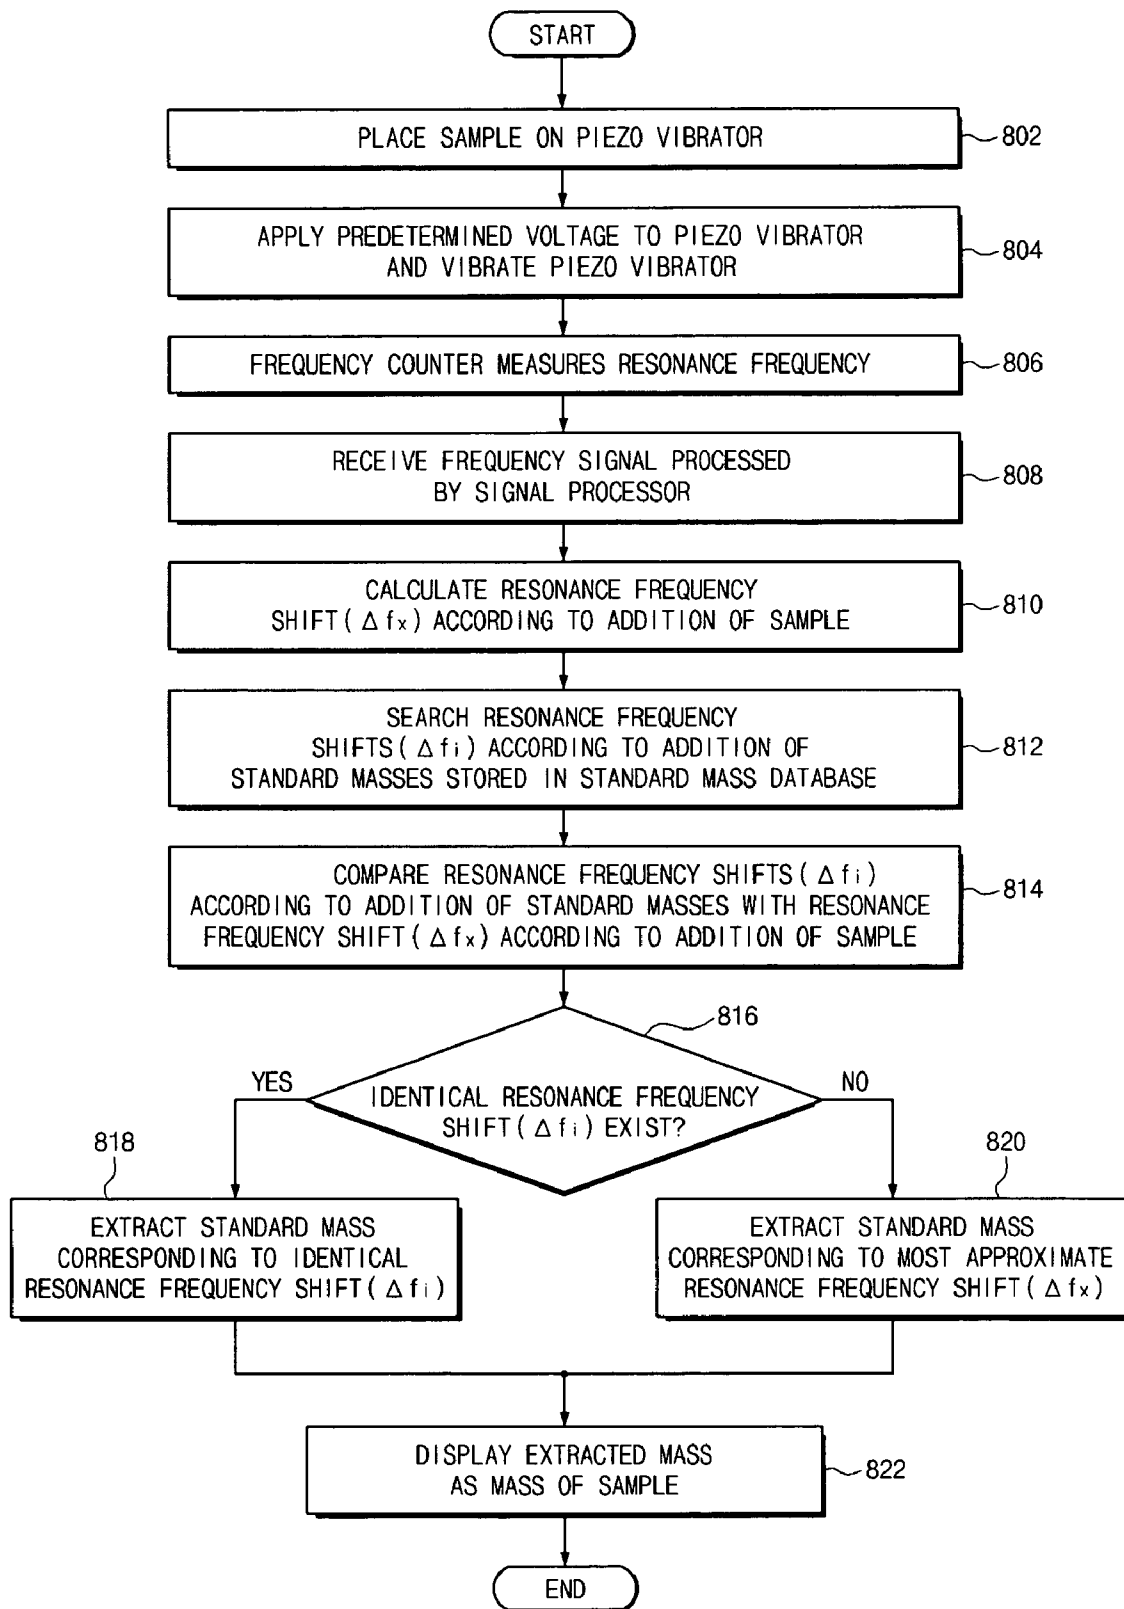 START
PLACE SAMPLE ON PIEZO VIBRATOR
802
APPLY PREDETERMINED VOLTAGE TO PIEZO VIBRATOR
AND VIBRATE PIEZO VIBRATOR
804
FREQUENCY COUNTER MEASURES RESONANCE FREQUENCY
806
RECEIVE FREQUENCY SIGNAL PROCESSED
BY SIGNAL PROCESSOR
808
CALCULATE RESONANCE FREQUENCY
SHIFT(Δfx) ACCORDING TO ADDITION OF SAMPLE
810
SEARCH RESONANCE FREQUENCY
SHIFTS(Δfi) ACCORDING TO ADDITION OF
STANDARD MASSES STORED IN STANDARD MASS DATABASE
812
COMPARE RESONANCE FREQUENCY SHIFTS(Δfi)
ACCORDING TO ADDITION OF STANDARD MASSES WITH RESONANCE
FREQUENCY SHIFT(Δfx) ACCORDING TO ADDITION OF SAMPLE
814
816
IDENTICAL RESONANCE FREQUENCY
SHIFT(Δfi) EXIST?
YES
NO
818
EXTRACT STANDARD MASS
CORRESPONDING TO IDENTICAL
RESONANCE FREQUENCY SHIFT(Δfi)
820
EXTRACT STANDARD MASS
CORRESPONDING TO MOST APPROXIMATE
RESONANCE FREQUENCY SHIFT(Δfx)
DISPLAY EXTRACTED MASS
AS MASS OF SAMPLE
822
END